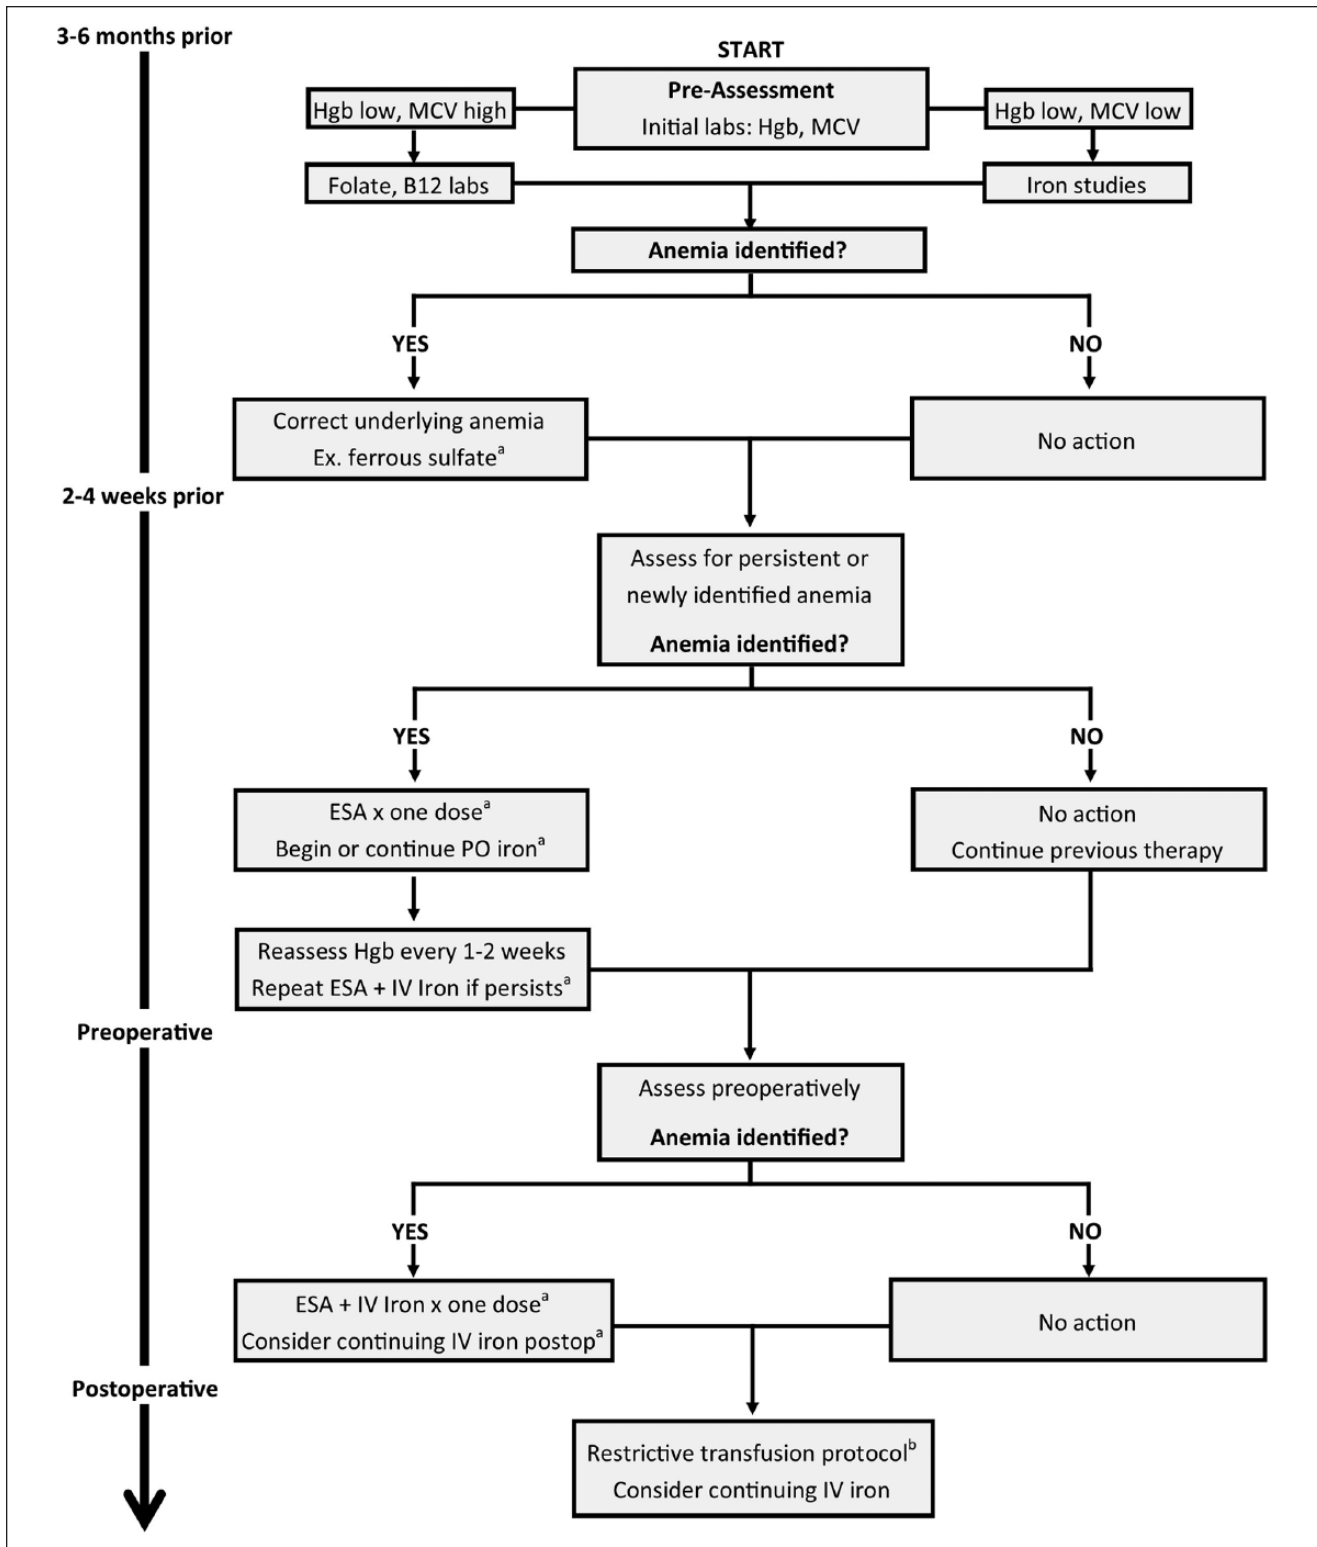 3-6 months prior
START
Pre-Assessment
Initial labs: Hgb, MCV
Hgb low, MCV high
Hgb low, MCV low
Folate, B12 labs
Iron studies
Anemia identified?
YES
NO
Correct underlying anemia
Ex. ferrous sulfateᵃ
No action
2-4 weeks prior
Assess for persistent or
newly identified anemia
Anemia identified?
YES
NO
ESA x one doseᵃ
Begin or continue PO ironᵃ
No action
Continue previous therapy
Reassess Hgb every 1-2 weeks
Repeat ESA + IV Iron if persistsᵃ
Preoperative
Assess preoperatively
Anemia identified?
YES
NO
ESA + IV Iron x one doseᵃ
Consider continuing IV iron postopᵃ
No action
Postoperative
Restrictive transfusion protocolᵇ
Consider continuing IV iron